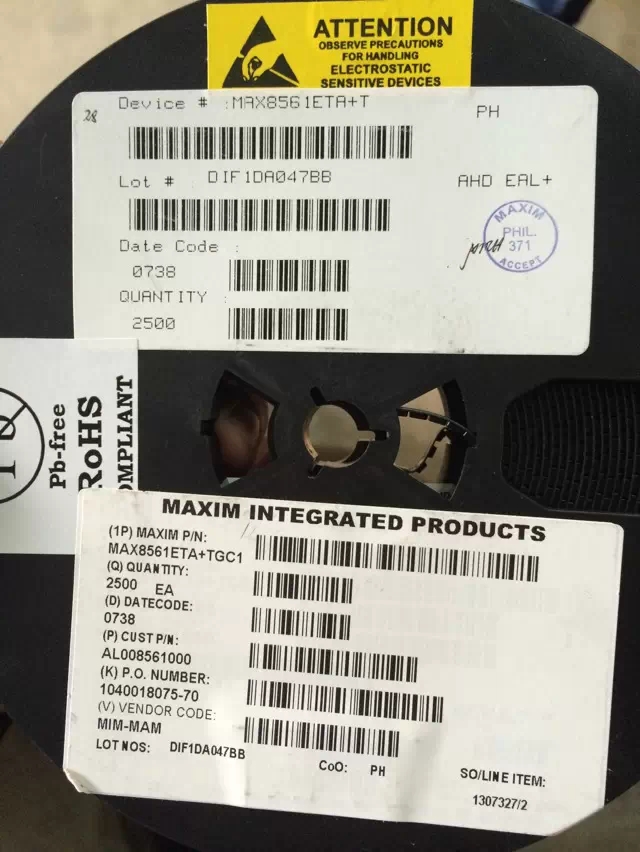 ATTENTION
OBSERVE PRECAUTIONS
FOR HANDLING
ELECTROSTATIC
SENSITIVE DEVICES
28
Device # :MAX8561ETA+T
PH
Lot # DIF1DA047BB
AHD EAL+
MAXIM
PHIL.
371
ACCEPT
Date Code :
0738
QUANTITY :
2500
Pb-free
RoHS
OMPLIANT
MAXIM INTEGRATED PRODUCTS
(1P) MAXIM P/N:
MAX8561ETA+TGC1
(Q) QUANTITY:
2500 EA
(D) DATECODE:
0738
(P) CUST P/N:
AL008561000
(K) P.O. NUMBER:
1040018075-70
(V) VENDOR CODE:
MIM-MAM
LOT NOS: DIF1DA047BB
CoO: PH
SO/LINE ITEM:
1307327/2